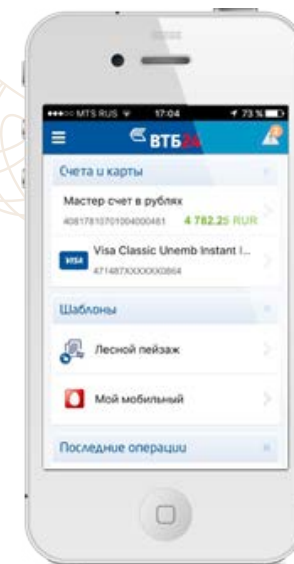 MTS RUS 17:04 73 %
ВТБ24
Счета и карты
Мастер счет в рублях
40817810701004000461 4 782.25 RUR
VISA Visa Classic Unemb Instant I...
471487XXXXXX0864
Шаблоны
Лесной пейзаж
Мой мобильный
Последние операции